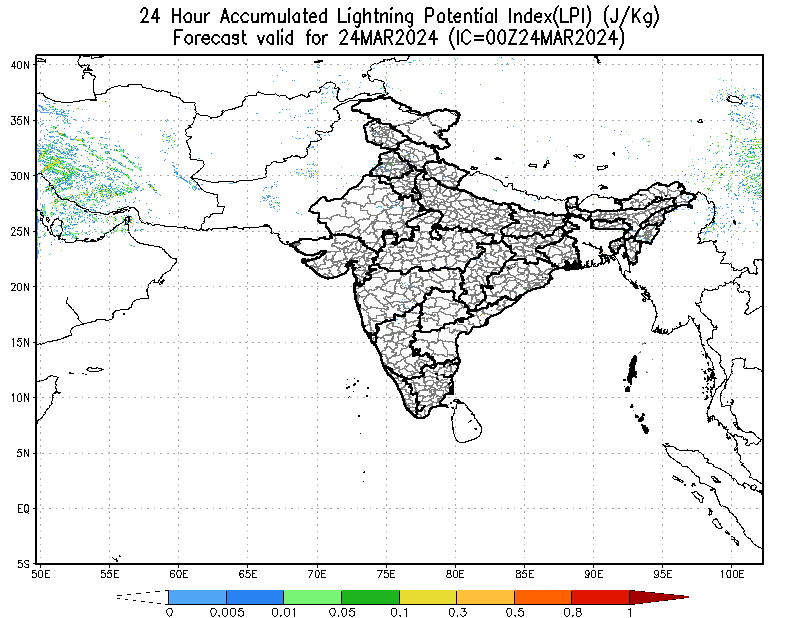 24 Hour Accumulated Lightning Potential Index(LPI) (J/Kg)
Forecast valid for 24MAR2024 (IC=00Z24MAR2024)
40N
35N
30N
25N
20N
15N
10N
5N
EQ
5S
50E 55E 60E 65E 70E 75E 80E 85E 90E 95E 100E
0 0.005 0.01 0.05 0.1 0.3 0.5 0.8 1